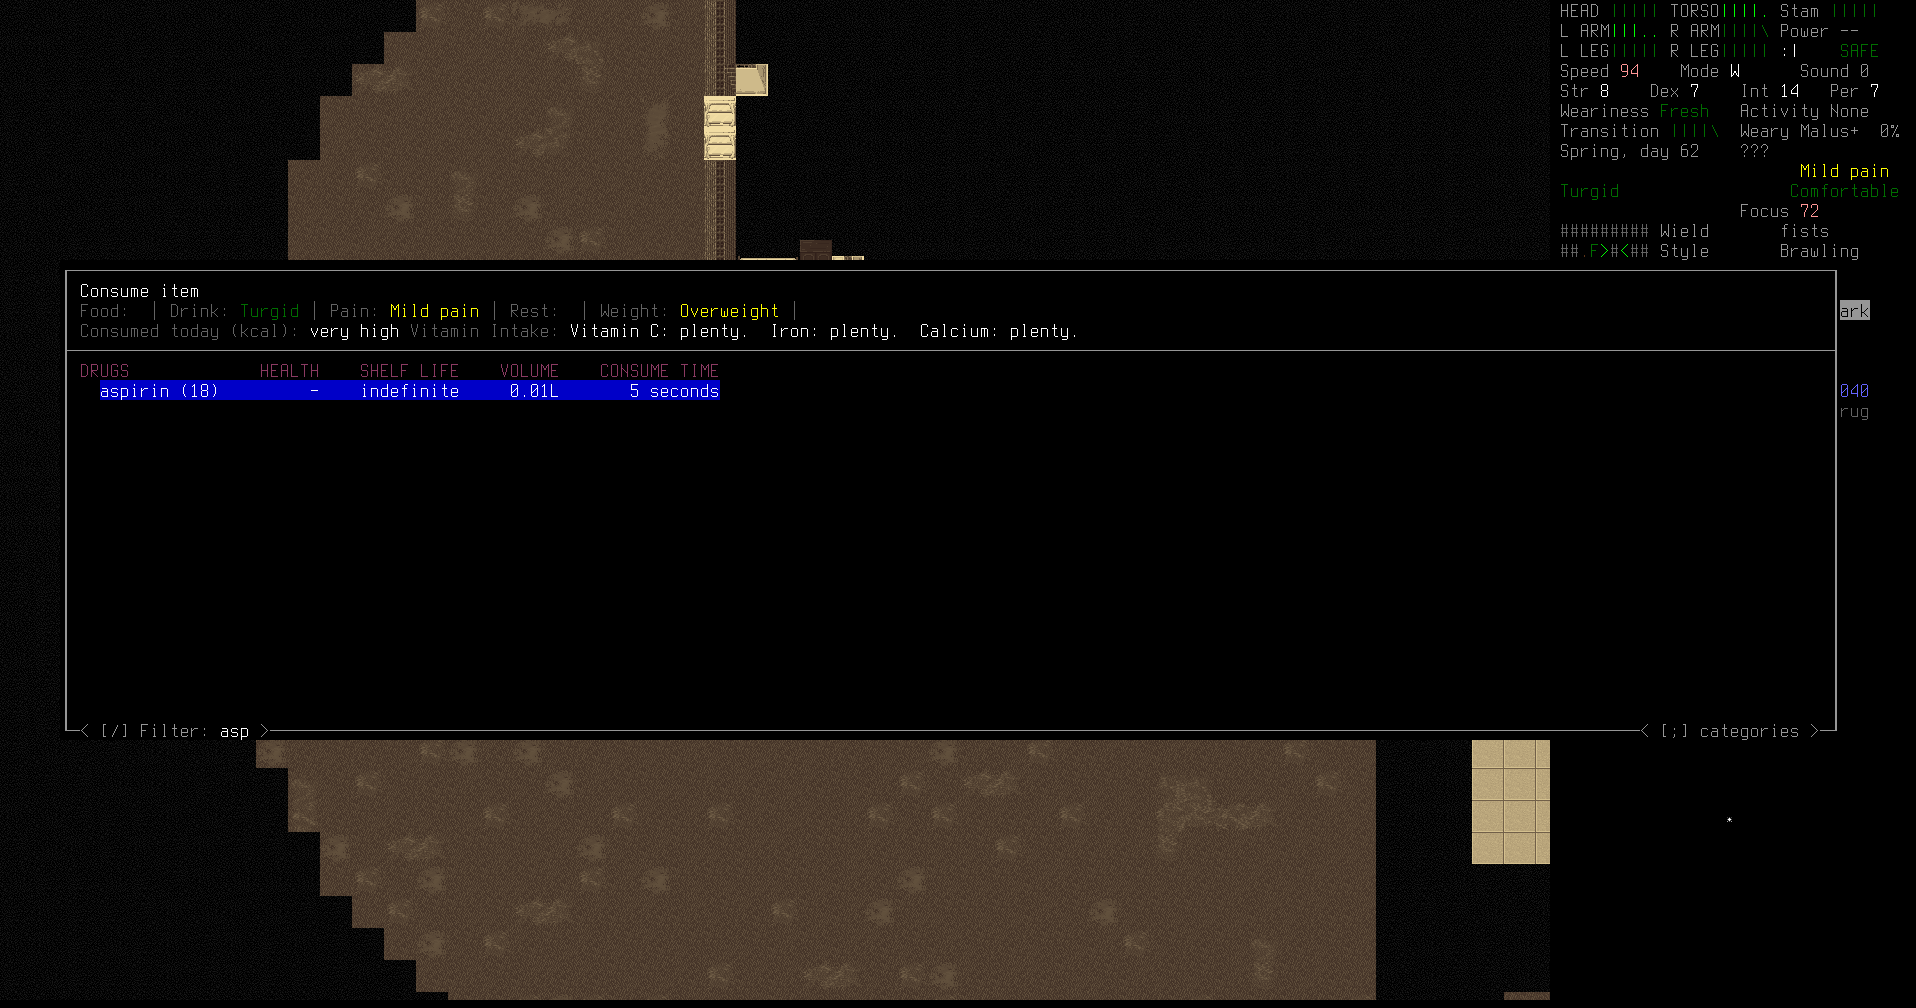 HEAD ||||| TORSO||||. Stam |||||
L ARM|||.. R ARM||||\ Power --
L LEG||||| R LEG||||| :| SAFE
Speed 94 Mode W Sound 0
Str 8 Dex 7 Int 14 Per 7
Weariness Fresh Activity None
Transition ||||\ Weary Malus+ 0%
Spring, day 62 ???
Mild pain
Turgid Comfortable
Focus 72
######### Wield fists
##.F>#<## Style Brawling
Consume item
Food: | Drink: Turgid | Pain: Mild pain | Rest: | Weight: Overweight |
ark
Consumed today (kcal): very high Vitamin Intake: Vitamin C: plenty. Iron: plenty. Calcium: plenty.
DRUGS HEALTH SHELF LIFE VOLUME CONSUME TIME
aspirin (18) - indefinite 0.01L 5 seconds
040
rug
< [/] Filter: asp >
< [;] categories >